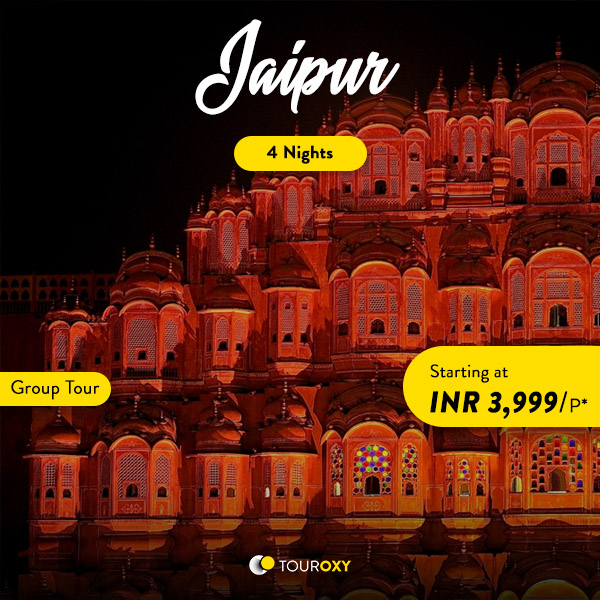 Jaipur
4 Nights
Group Tour
Starting at
INR 3,999/P*
TOUROXY